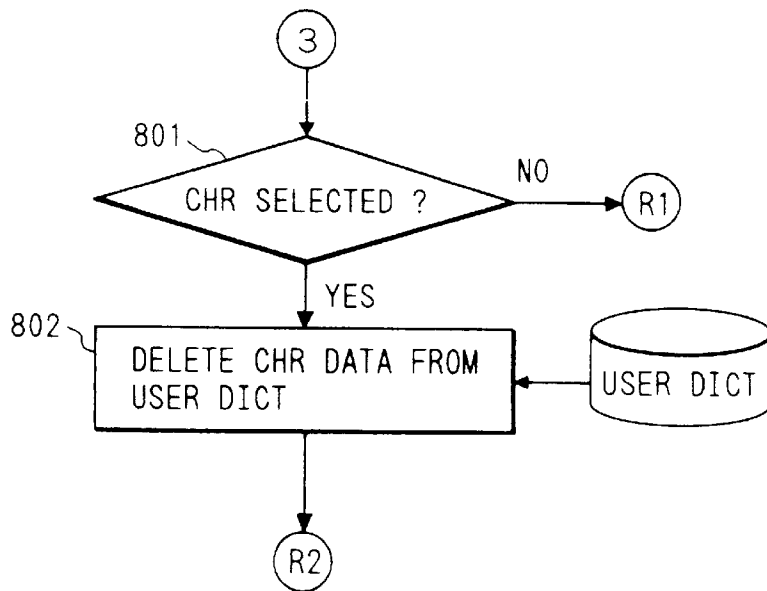 3
801
CHR SELECTED ?
NO
R1
YES
802
DELETE CHR DATA FROM
USER DICT
USER DICT
R2